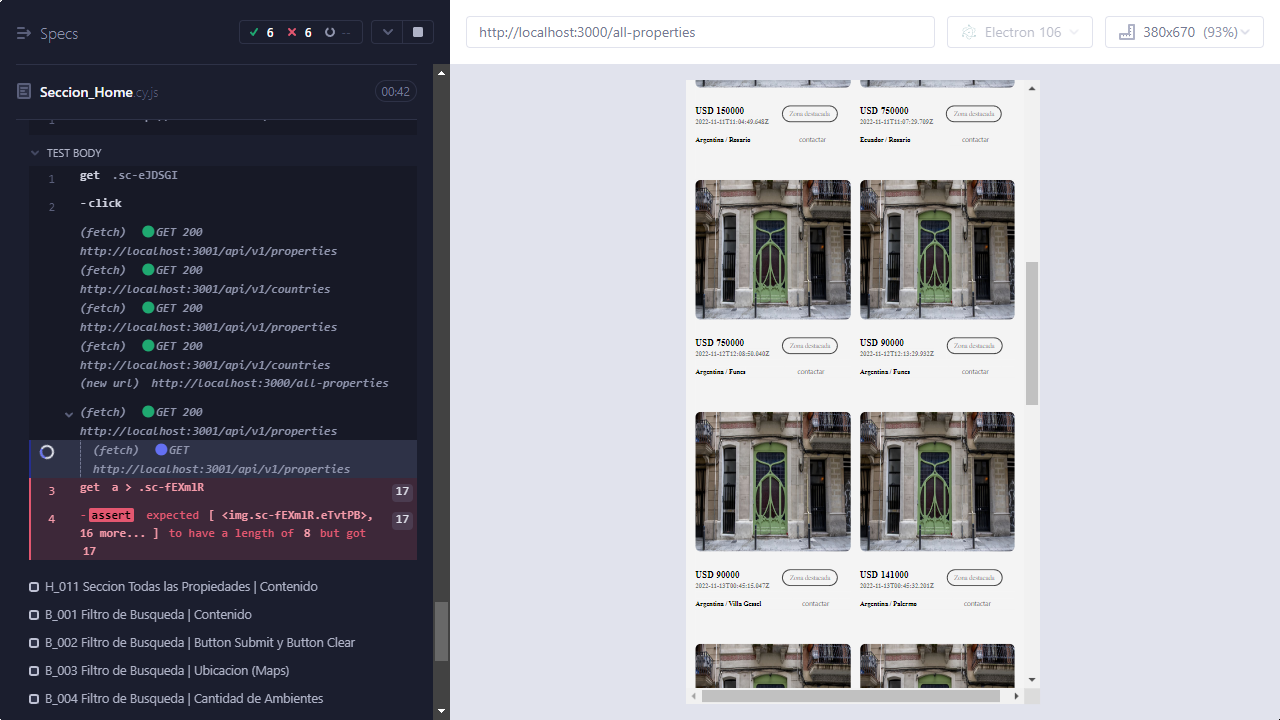 Specs
6
6
--
Seccion_Home.cy.js
00:42
1
TEST BODY
1 get .sc-eJDSGI
2 -click
(fetch) GET 200
http://localhost:3001/api/v1/properties
(fetch) GET 200
http://localhost:3001/api/v1/countries
(fetch) GET 200
http://localhost:3001/api/v1/properties
(fetch) GET 200
http://localhost:3001/api/v1/countries
(new url) http://localhost:3000/all-properties
(fetch) GET 200
http://localhost:3001/api/v1/properties
(fetch) GET
http://localhost:3001/api/v1/properties
3 get a > .sc-fEXmlR 17
4 -assert expected [ <img.sc-fEXmlR.eTvtPB>, 17
16 more... ] to have a length of 8 but got
17
H_011 Seccion Todas las Propiedades | Contenido
B_001 Filtro de Busqueda | Contenido
B_002 Filtro de Busqueda | Button Submit y Button Clear
B_003 Filtro de Busqueda | Ubicacion (Maps)
B_004 Filtro de Busqueda | Cantidad de Ambientes
http://localhost:3000/all-properties
Electron 106
380x670 (93%)
USD 150000
2022-11-11T11:04:49.648Z
Zona destacada
Argentina / Rosario
contactar
USD 750000
2022-11-11T11:07:29.709Z
Zona destacada
Ecuador / Rosario
contactar
USD 750000
2022-11-12T12:08:50.040Z
Zona destacada
Argentina / Funes
contactar
USD 90000
2022-11-12T12:13:29.932Z
Zona destacada
Argentina / Funes
contactar
USD 90000
2022-11-13T00:45:15.047Z
Zona destacada
Argentina / Villa Gessel
contactar
USD 141000
2022-11-13T00:45:32.201Z
Zona destacada
Argentina / Palermo
contactar